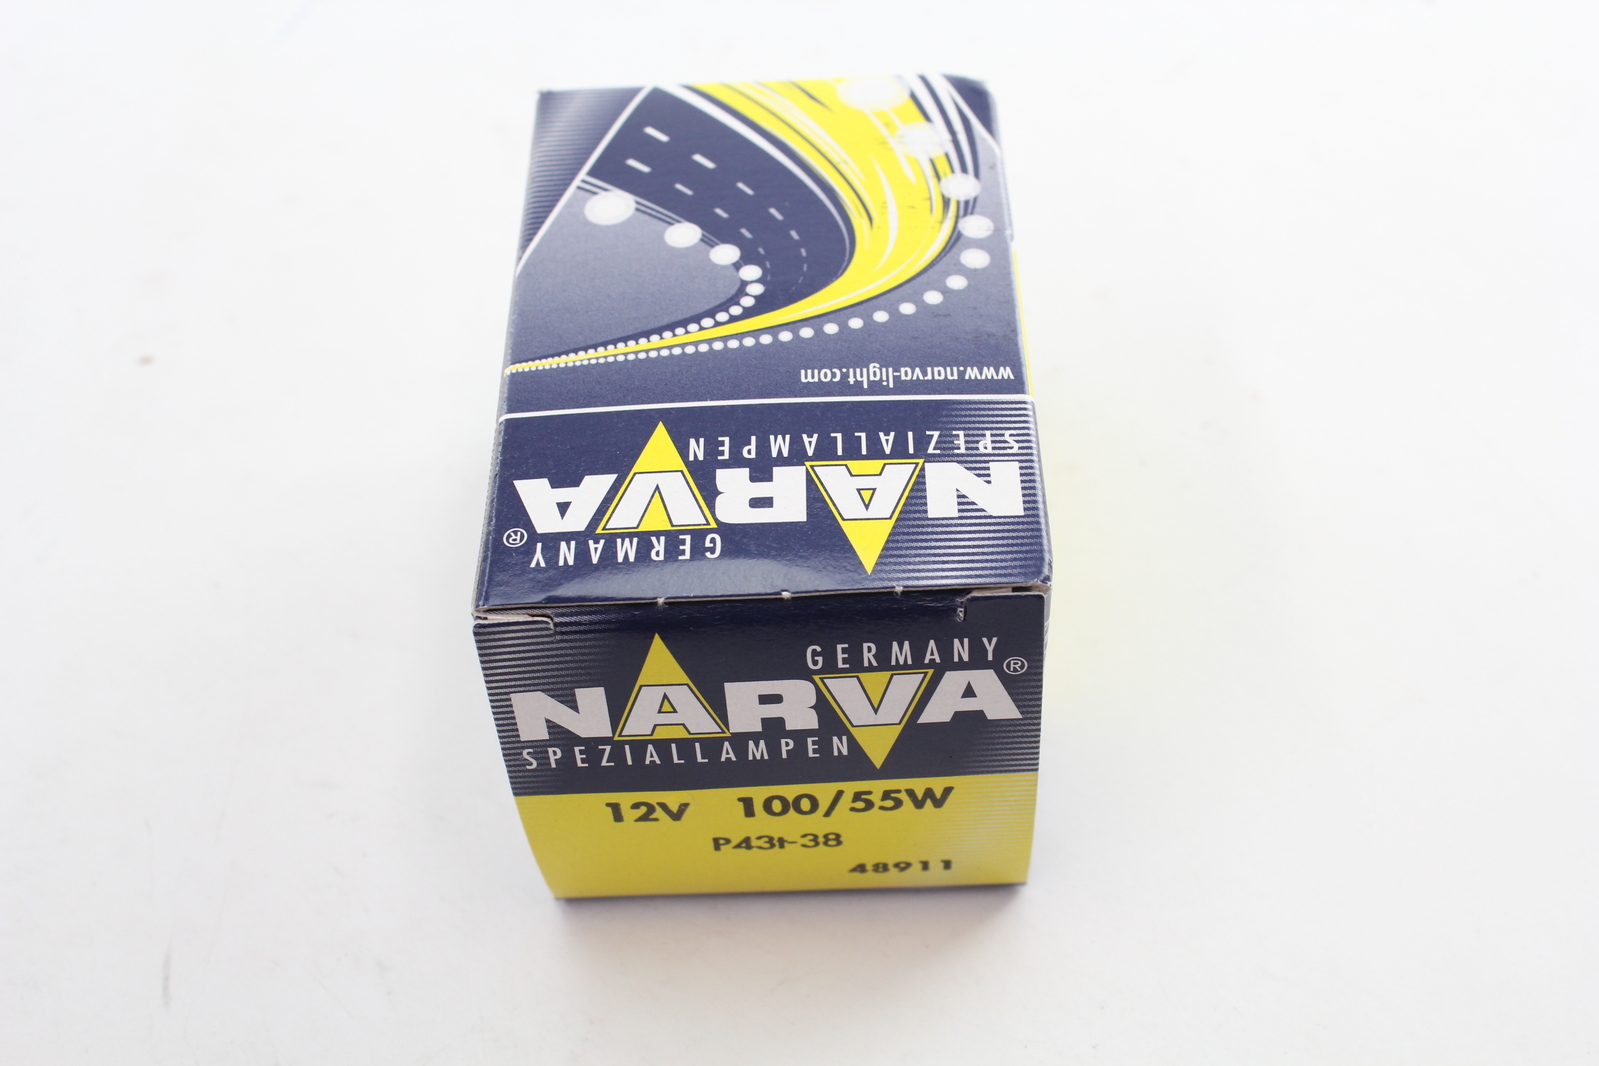 www.narva-light.com
SPEZIALLAMPEN
NARVA®
GERMANY
GERMANY
NARVA®
SPEZIALLAMPEN
12V 100/55W
P43t-38
48911